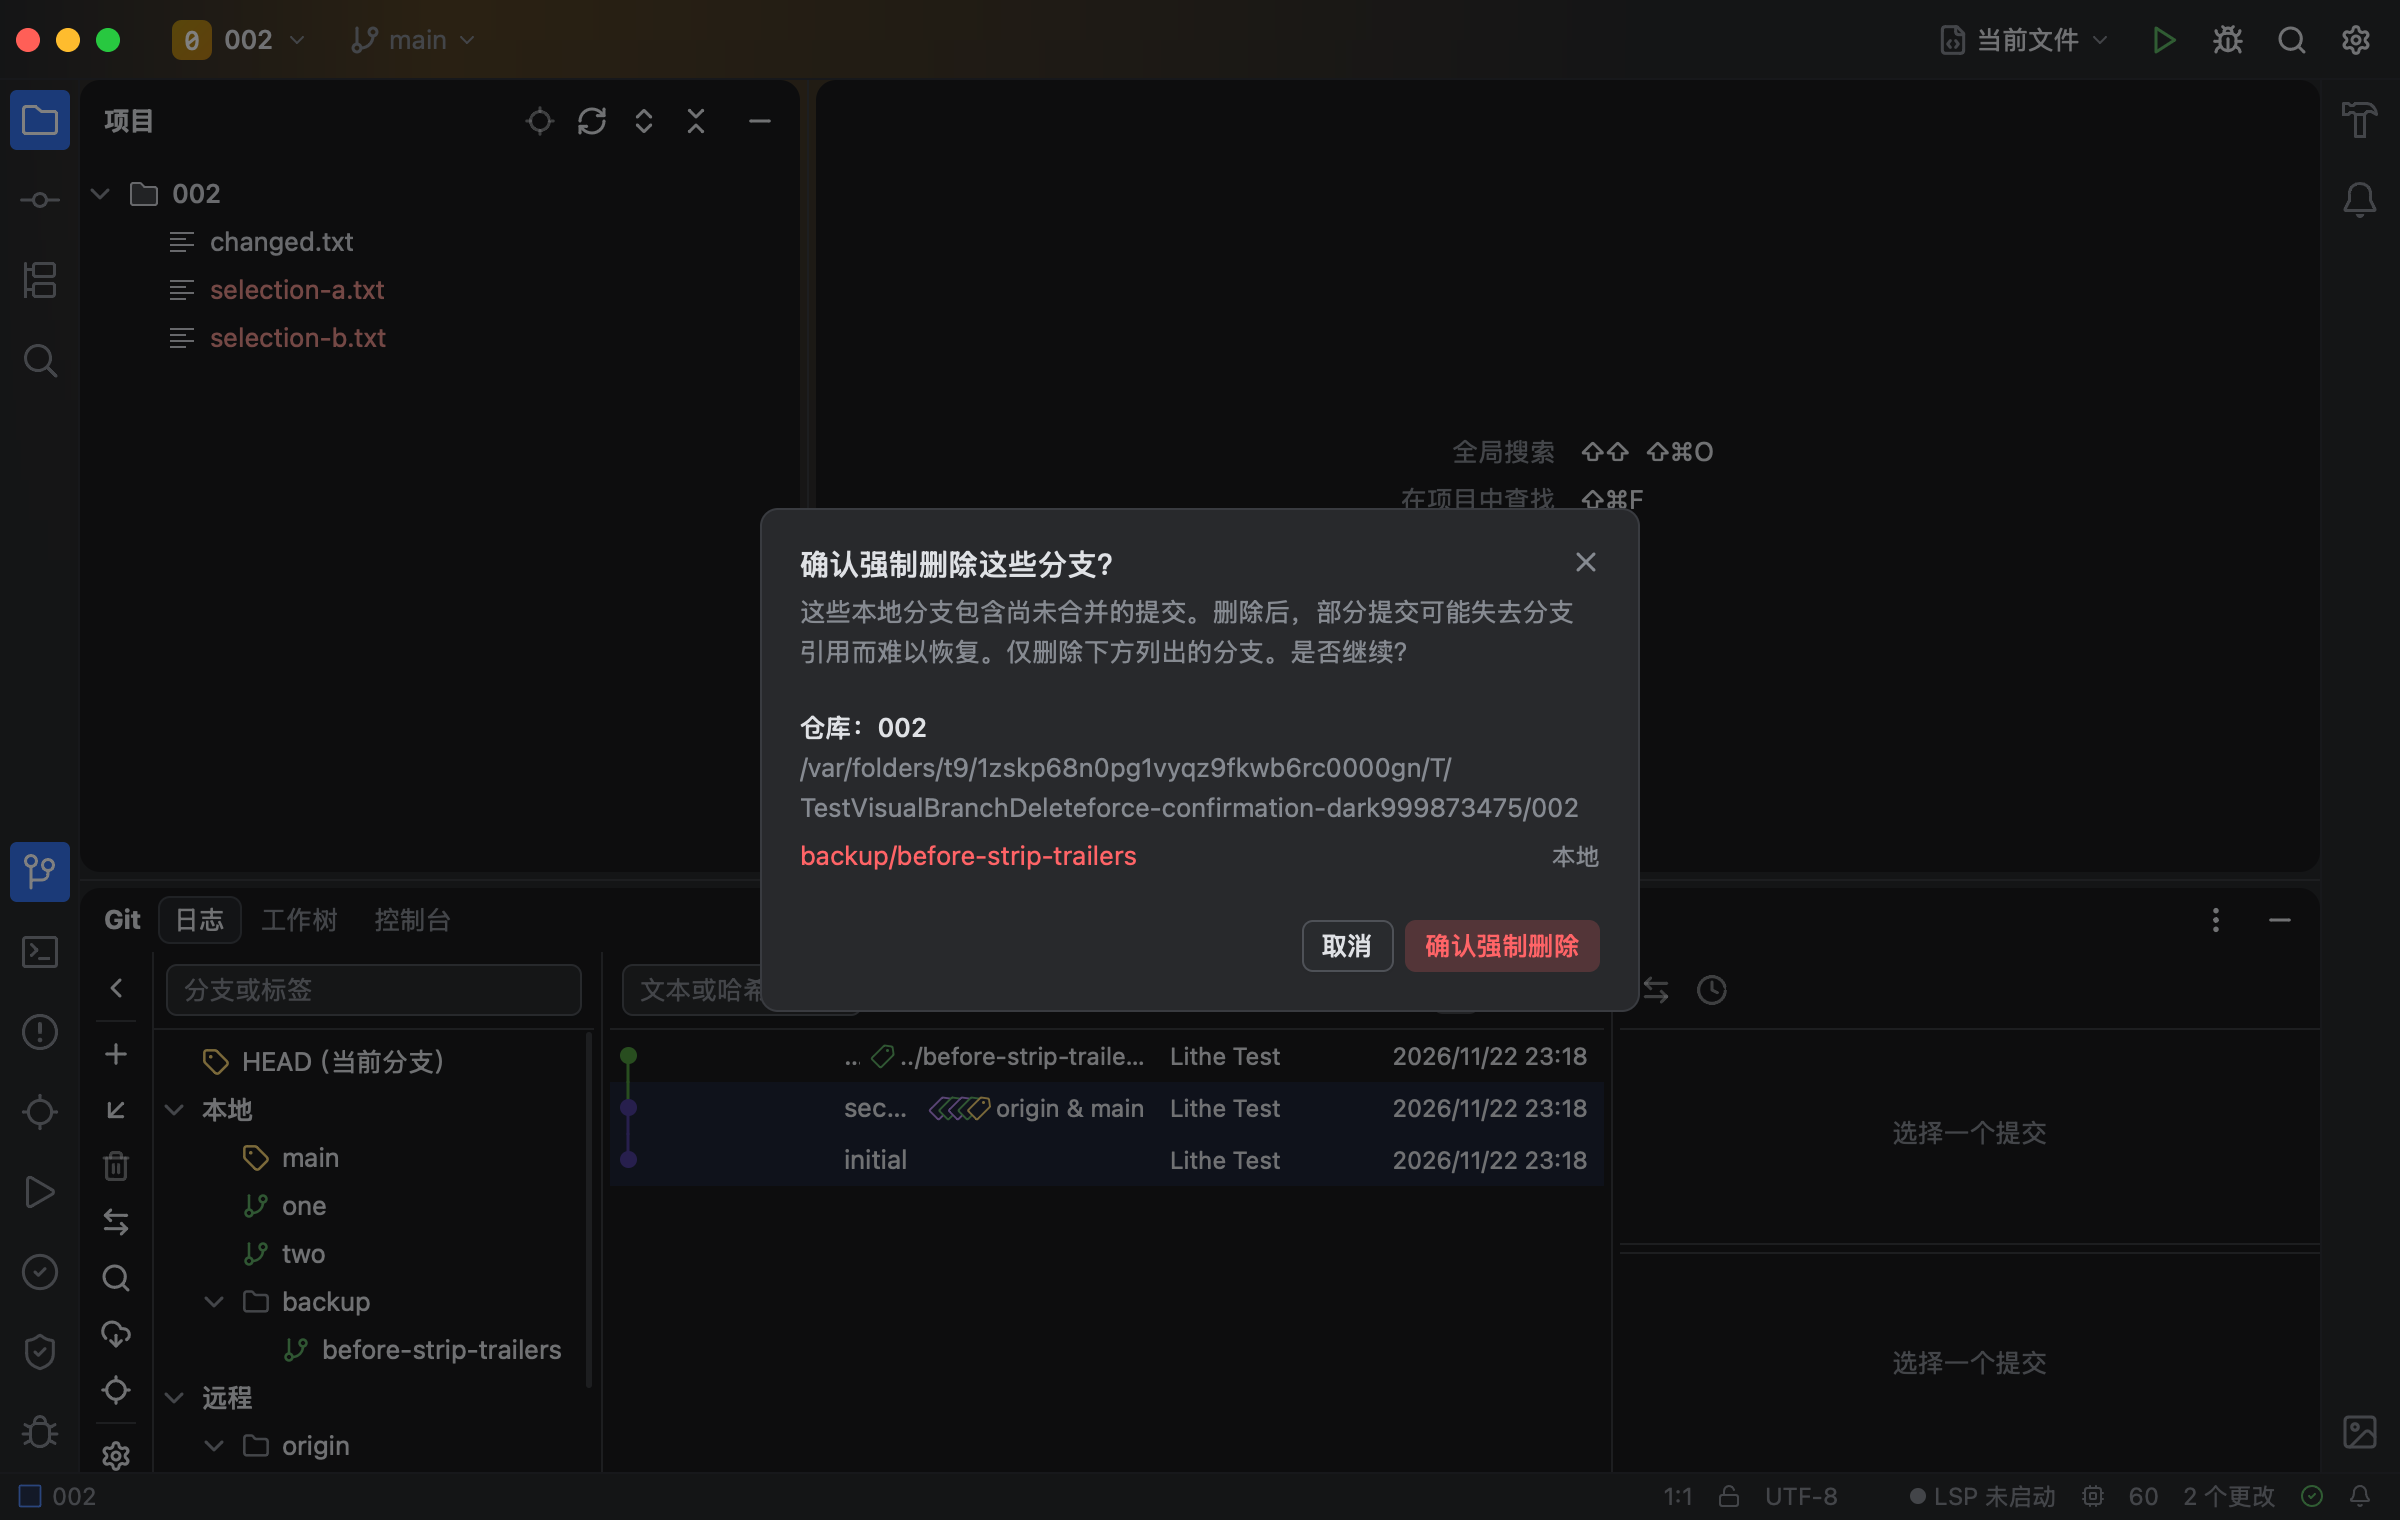 0 002 main 当前文件
项目
002
changed.txt
selection-a.txt
selection-b.txt
全局搜索 ⇧⇧ ⇧⌘O
在项目中查找 ⇧⌘F
确认强制删除这些分支?
这些本地分支包含尚未合并的提交。删除后，部分提交可能失去分支
引用而难以恢复。仅删除下方列出的分支。是否继续?
仓库：002
/var/folders/t9/1zskp68n0pg1vyqz9fkwb6rc0000gn/T/
TestVisualBranchDeleteforce-confirmation-dark999873475/002
backup/before-strip-trailers 本地
取消 确认强制删除
Git 日志 工作树 控制台
分支或标签
文本或哈希
HEAD (当前分支)
本地
main
one
two
backup
before-strip-trailers
远程
origin
... ../before-strip-traile... Lithe Test 2026/11/22 23:18
sec... origin & main Lithe Test 2026/11/22 23:18
initial Lithe Test 2026/11/22 23:18
选择一个提交
选择一个提交
002 1:1 UTF-8 LSP 未启动 60 2 个更改